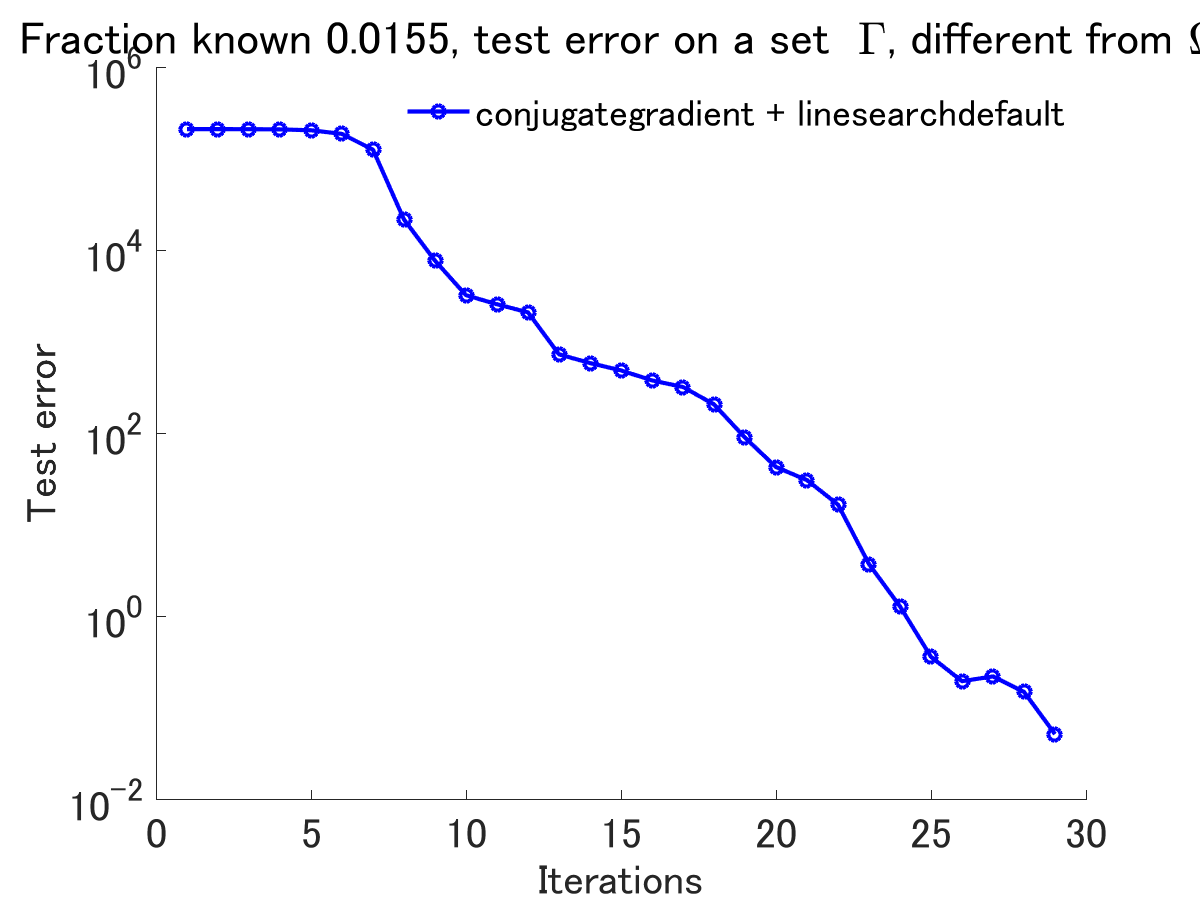 Fraction known 0.0155, test error on a set Γ, different from
conjugategradient + linesearchdefault
10^6
10^4
10^2
10^0
10^-2
Test error
0 5 10 15 20 25 30
Iterations